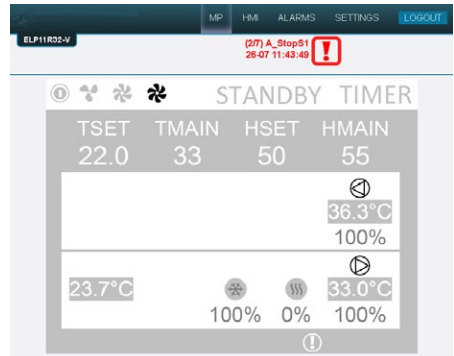 MP HMI ALARMS SETTINGS LOGOUT
ELP11R32-V
(2/7) A_StopS1
26-07 11:43:49
STANDBY TIMER
TSET TMAIN HSET HMAIN
22.0 33 50 55
36.3°C
100%
23.7°C 33.0°C
100% 0% 100%